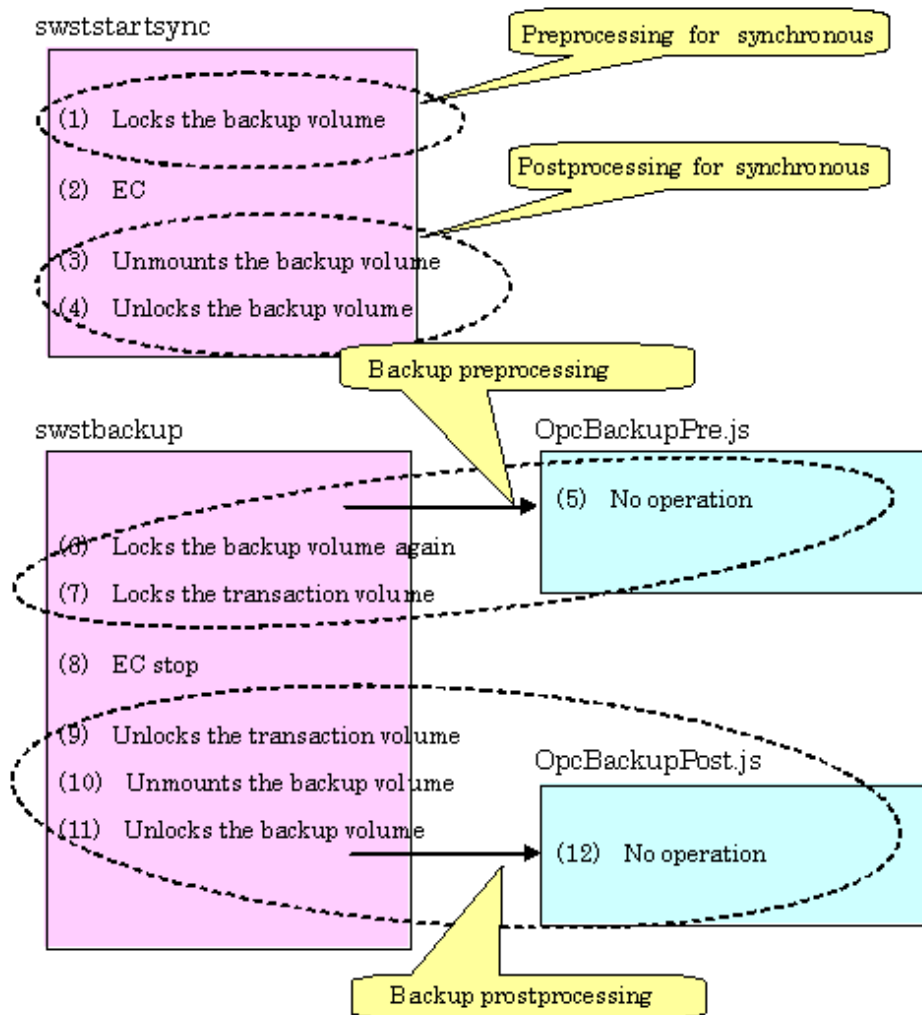 swststartsync
Preprocessing for synchronous
(1) Locks the backup volume
(2) EC
Postprocessing for synchronous
(3) Unmounts the backup volume
(4) Unlocks the backup volume
Backup preprocessing
swstbackup
OpcBackupPre.js
(5) No operation
(6) Locks the backup volume again
(7) Locks the transaction volume
(8) EC stop
(9) Unlocks the transaction volume
(10) Unmounts the backup volume
(11) Unlocks the backup volume
OpcBackupPost.js
(12) No operation
Backup prostprocessing